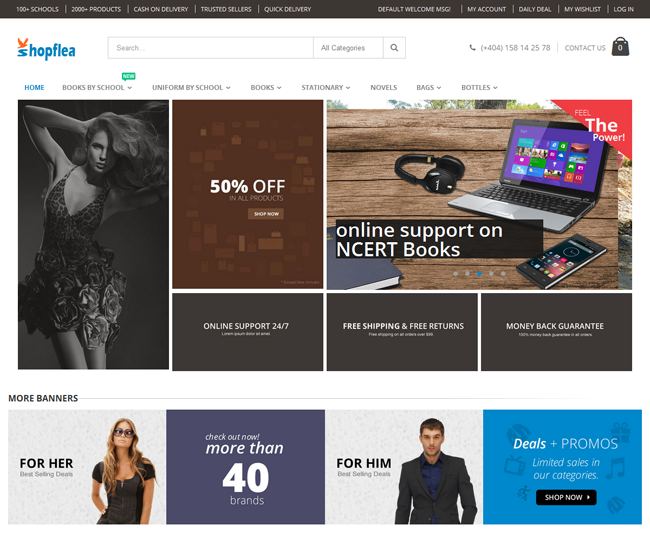 100+ SCHOOLS 2000+ PRODUCTS CASH ON DELIVERY TRUSTED SELLERS QUICK DELIVERY DEFAULT WELCOME MSG! MY ACCOUNT DAILY DEAL MY WISHLIST LOG IN
Shopflea
Search... All Categories
(+404) 158 14 25 78 CONTACT US 0
NEW
HOME BOOKS BY SCHOOL UNIFORM BY SCHOOL BOOKS STATIONARY NOVELS BAGS BOTTLES
50% OFF
IN ALL PRODUCTS
SHOP NOW
FEEL
The
Power!
online support on
NCERT Books
ONLINE SUPPORT 24/7
Lorem ipsum dolor sit amet.
FREE SHIPPING & FREE RETURNS
Free shipping on all orders over $99.
MONEY BACK GUARANTEE
100% money back guarantee in all orders
MORE BANNERS
FOR HER
Best Selling Deals
check out now!
more than
40
brands
FOR HIM
Best Selling Deals
Deals + PROMOS
Limited sales in
our categories.
SHOP NOW